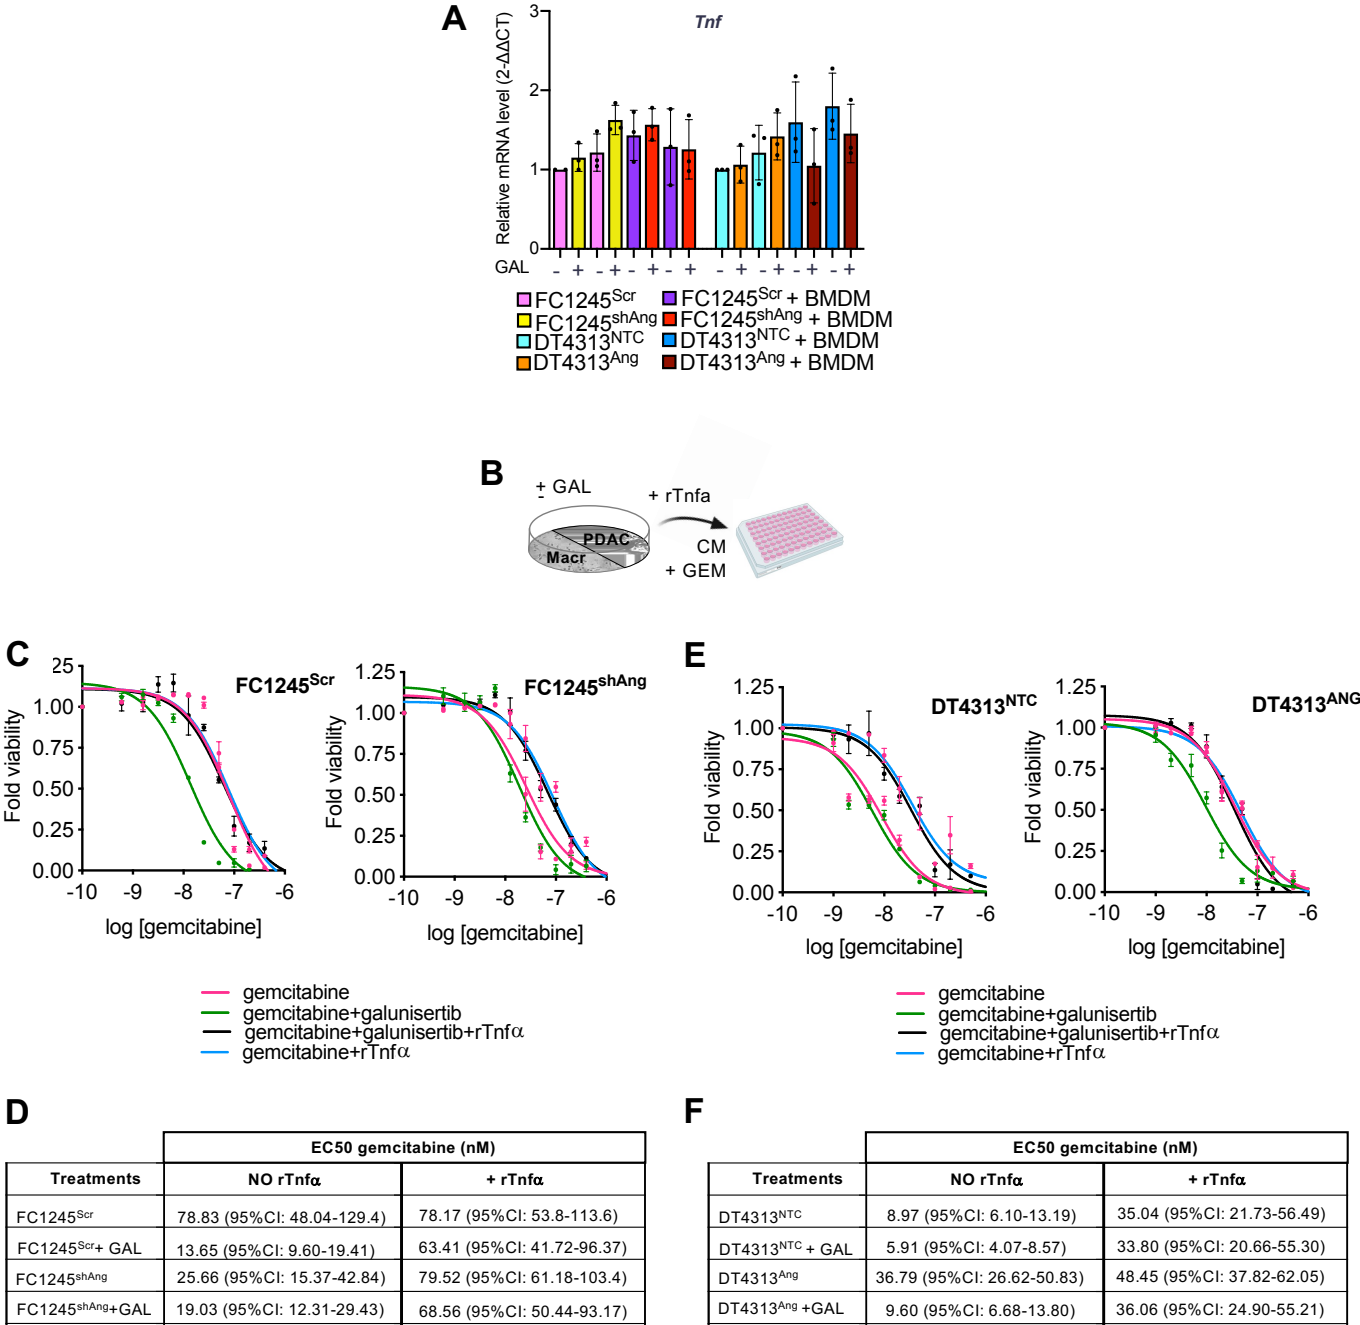 A
Tnf
Relative mRNA level (2-ΔΔCT)
3
2
1
0
GAL - + - + - + - + - + - + - + - +
FC1245Scr FC1245Scr + BMDM
FC1245shAng FC1245shAng + BMDM
DT4313NTC DT4313NTC + BMDM
DT4313Ang DT4313Ang + BMDM
B
+ GAL
-
+ rTnfa
PDAC
Macr
CM
+ GEM
C
FC1245Scr
Fold viability
25
1.00
0.75
0.50
0.25
0.00
-10 -9 -8 -7 -6
log [gemcitabine]
FC1245shAng
Fold viability
1.25
1.00
0.75
0.50
0.25
0.00
-10 -9 -8 -7 -6
log [gemcitabine]
gemcitabine
gemcitabine+galunisertib
gemcitabine+galunisertib+rTnfα
gemcitabine+rTnfα
E
DT4313NTC
Fold viability
1.25
1.00
0.75
0.50
0.25
0.00
-10 -9 -8 -7 -6
log [gemcitabine]
DT4313ANG
Fold viability
1.25
1.00
0.75
0.50
0.25
0.00
-10 -9 -8 -7 -6
log [gemcitabine]
gemcitabine
gemcitabine+galunisertib
gemcitabine+galunisertib+rTnfα
gemcitabine+rTnfα
D
EC50 gemcitabine (nM)
Treatments NO rTnfα + rTnfα
FC1245Scr 78.83 (95%CI: 48.04-129.4) 78.17 (95%CI: 53.8-113.6)
FC1245Scr+ GAL 13.65 (95%CI: 9.60-19.41) 63.41 (95%CI: 41.72-96.37)
FC1245shAng 25.66 (95%CI: 15.37-42.84) 79.52 (95%CI: 61.18-103.4)
FC1245shAng+GAL 19.03 (95%CI: 12.31-29.43) 68.56 (95%CI: 50.44-93.17)
F
EC50 gemcitabine (nM)
Treatments NO rTnfα + rTnfα
DT4313NTC 8.97 (95%CI: 6.10-13.19) 35.04 (95%CI: 21.73-56.49)
DT4313NTC + GAL 5.91 (95%CI: 4.07-8.57) 33.80 (95%CI: 20.66-55.30)
DT4313Ang 36.79 (95%CI: 26.62-50.83) 48.45 (95%CI: 37.82-62.05)
DT4313Ang +GAL 9.60 (95%CI: 6.68-13.80) 36.06 (95%CI: 24.90-55.21)